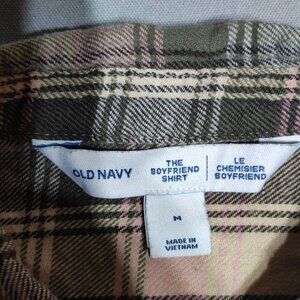 OLD NAVY
THE
BOYFRIEND
SHIRT
LE
CHEMISIER
BOYFRIEND
M
MADE IN
VIETNAM